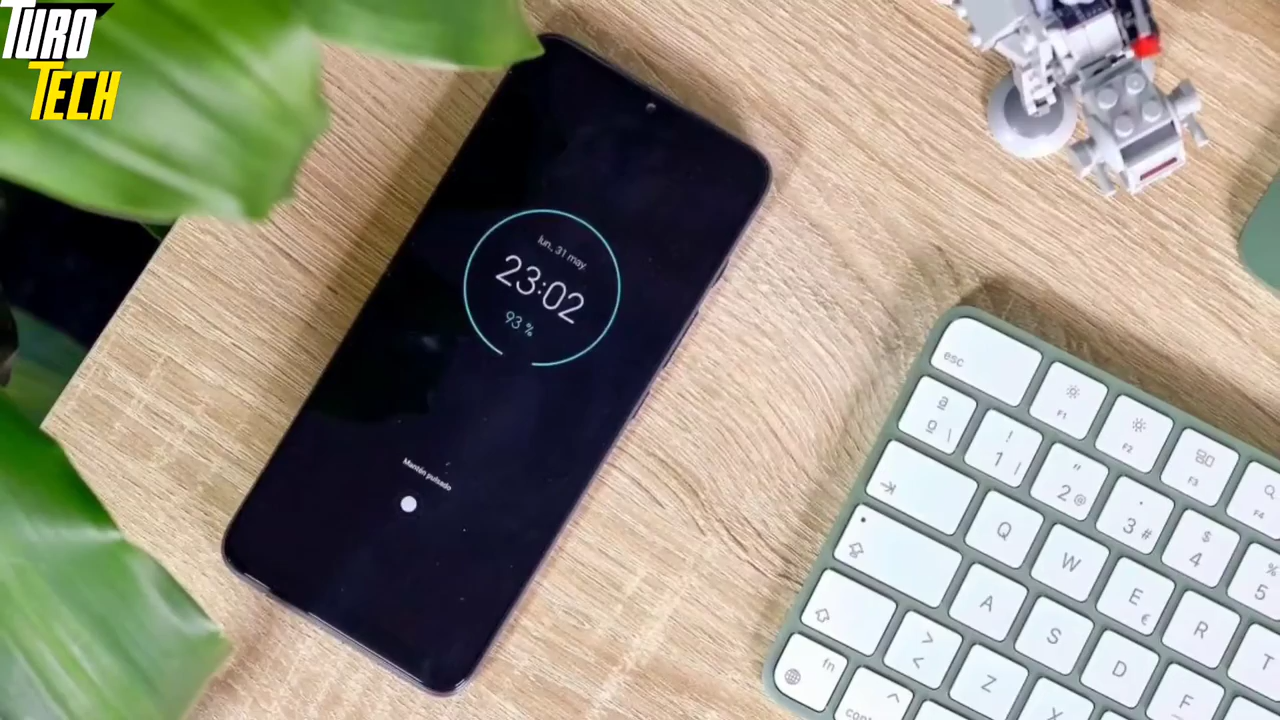 TURO
TECH
lun., 31 may.
23:02
93 %
Mantén pulsado
esc
F1
F2
F3
F4
ª
º \
!
1 |
"
2 @
·
3 #
$
4
%
5
Q
W
E
€
R
T
A
S
D
F
>
<
Z
X
fn